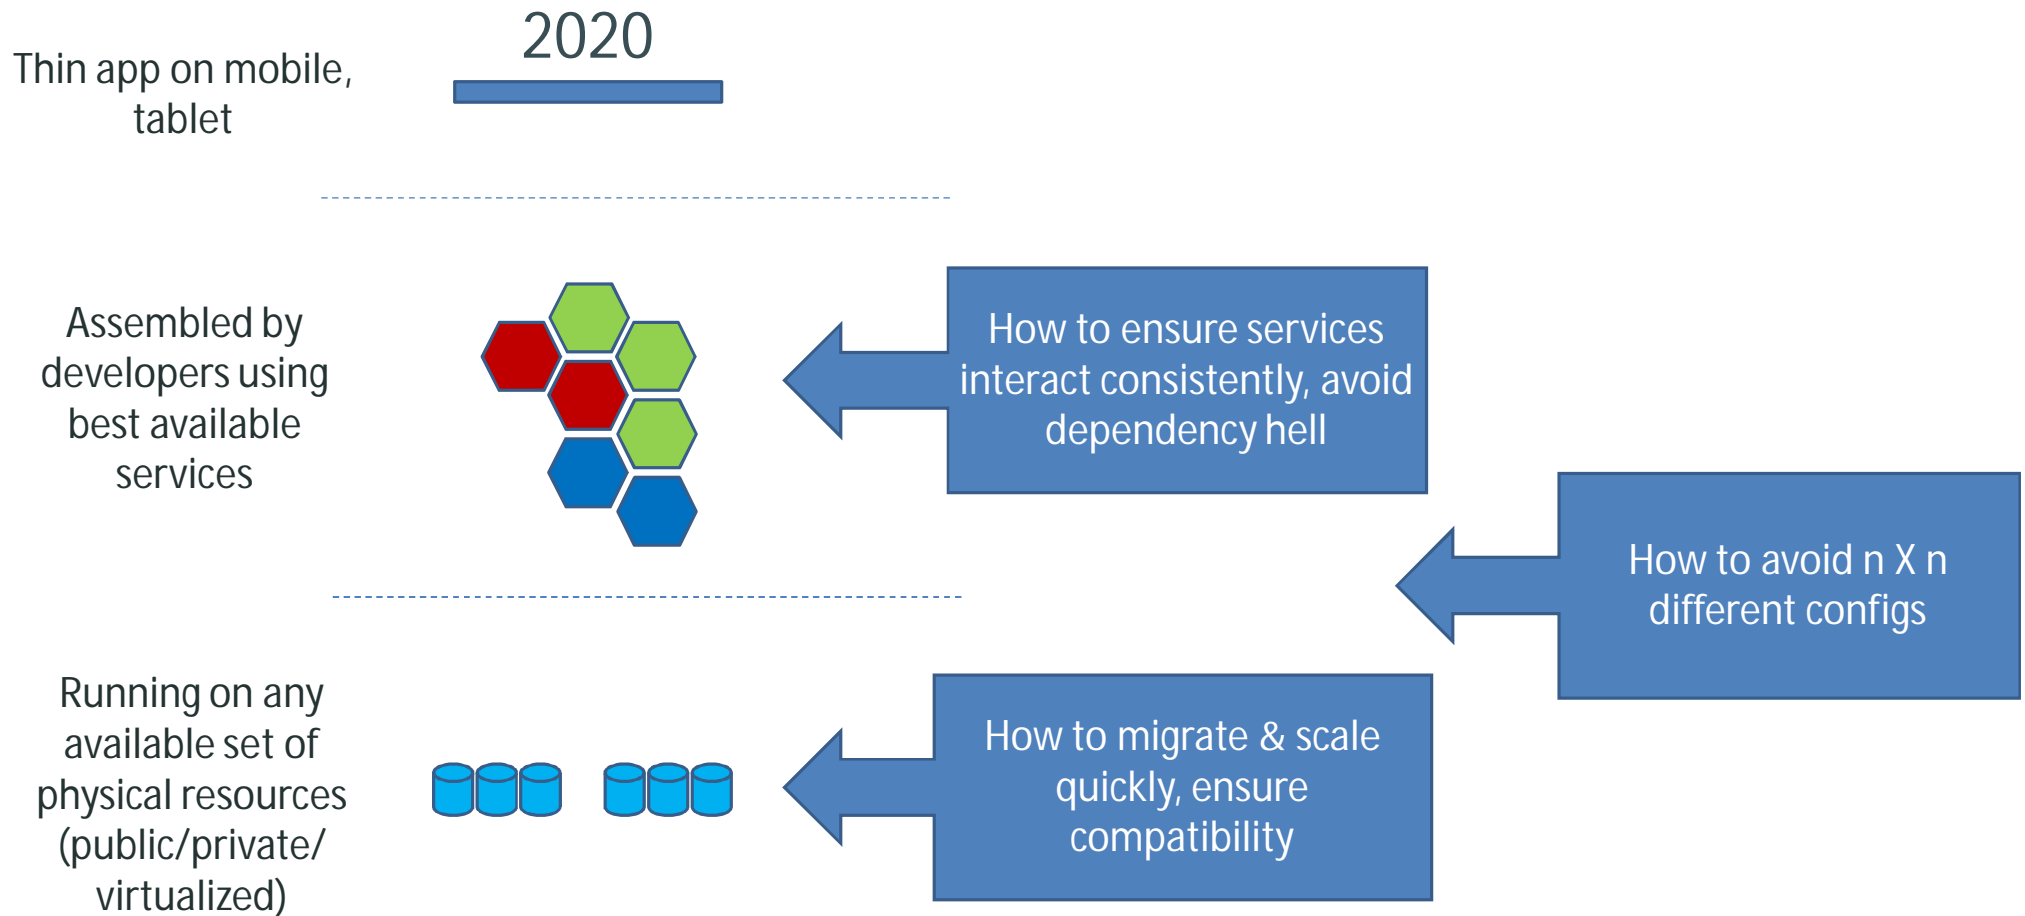 2020
Thin app on mobile,
tablet
Assembled by
developers using
best available
services
How to ensure services
interact consistently, avoid
dependency hell
How to avoid n X n
different configs
Running on any
available set of
physical resources
(public/private/
virtualized)
How to migrate & scale
quickly, ensure
compatibility